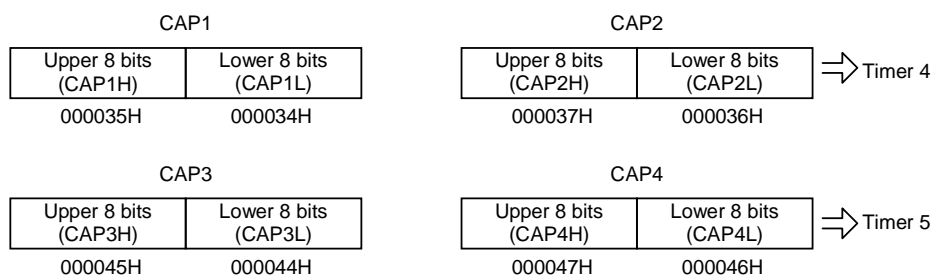 CAP1
CAP2
Upper 8 bits
(CAP1H)
Lower 8 bits
(CAP1L)
Upper 8 bits
(CAP2H)
Lower 8 bits
(CAP2L)
Timer 4
000035H
000034H
000037H
000036H
CAP3
CAP4
Upper 8 bits
(CAP3H)
Lower 8 bits
(CAP3L)
Upper 8 bits
(CAP4H)
Lower 8 bits
(CAP4L)
Timer 5
000045H
000044H
000047H
000046H